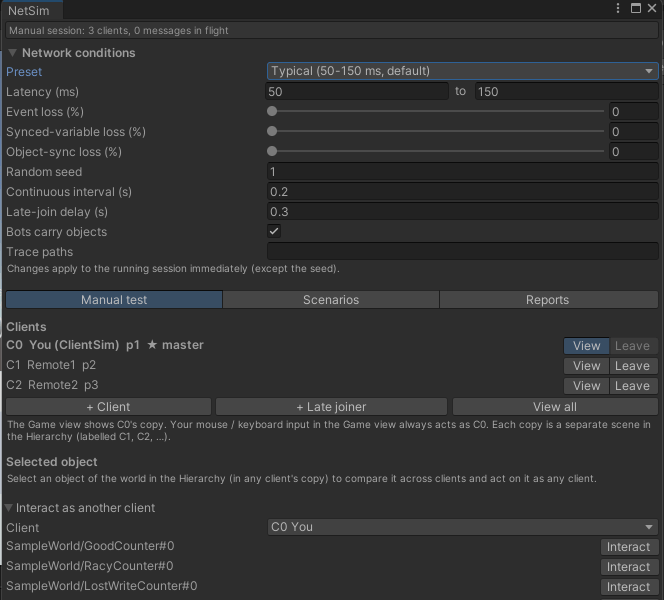 NetSim
Manual session: 3 clients, 0 messages in flight
Network conditions
Preset Typical (50-150 ms, default)
Latency (ms) 50 to 150
Event loss (%) 0
Synced-variable loss (%) 0
Object-sync loss (%) 0
Random seed 1
Continuous interval (s) 0.2
Late-join delay (s) 0.3
Bots carry objects
Trace paths
Changes apply to the running session immediately (except the seed).
Manual test Scenarios Reports
Clients
C0 You (ClientSim) p1 ★ master View Leave
C1 Remote1 p2 View Leave
C2 Remote2 p3 View Leave
+ Client + Late joiner View all
The Game view shows C0's copy. Your mouse / keyboard input in the Game view always acts as C0. Each copy is a separate scene in
the Hierarchy (labelled C1, C2, ...).
Selected object
Select an object of the world in the Hierarchy (in any client's copy) to compare it across clients and act on it as any client.
Interact as another client
Client C0 You
SampleWorld/GoodCounter#0 Interact
SampleWorld/RacyCounter#0 Interact
SampleWorld/LostWriteCounter#0 Interact